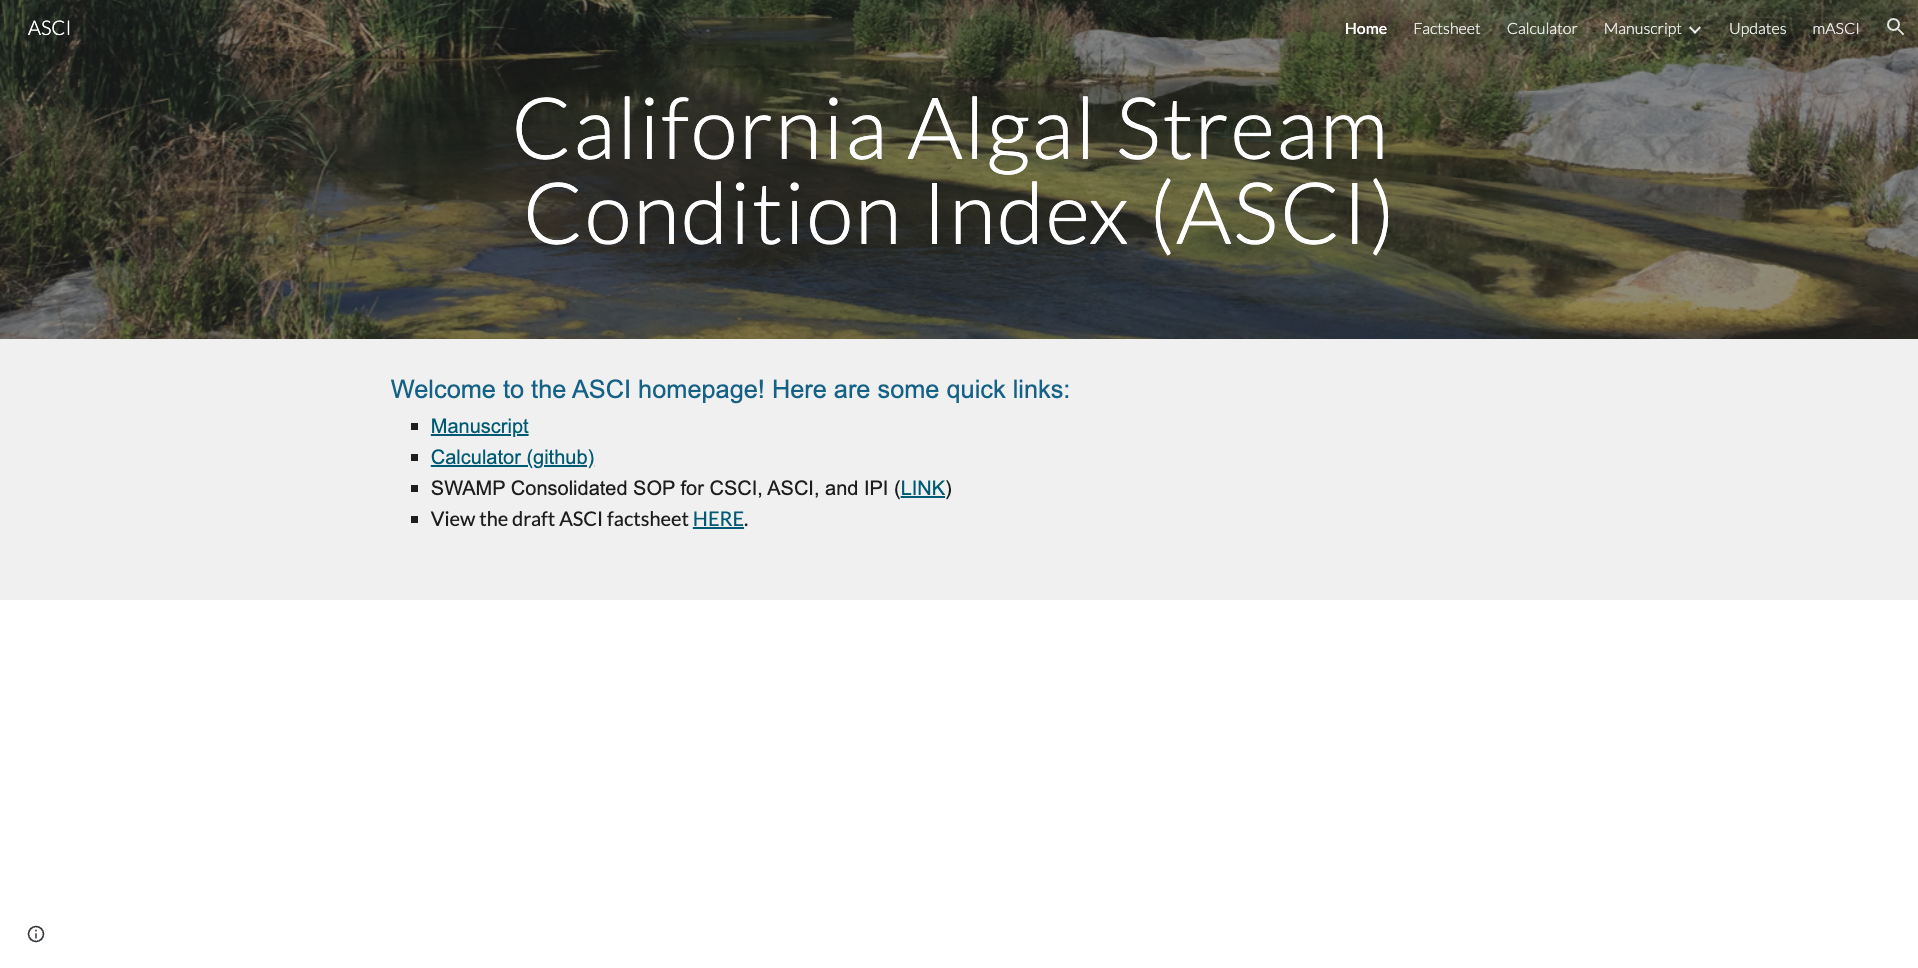 ASCI
Home Factsheet Calculator Manuscript Updates mASCI
California Algal Stream
Condition Index (ASCI)
Welcome to the ASCI homepage! Here are some quick links:
Manuscript
Calculator (github)
SWAMP Consolidated SOP for CSCI, ASCI, and IPI (LINK)
View the draft ASCI factsheet HERE.